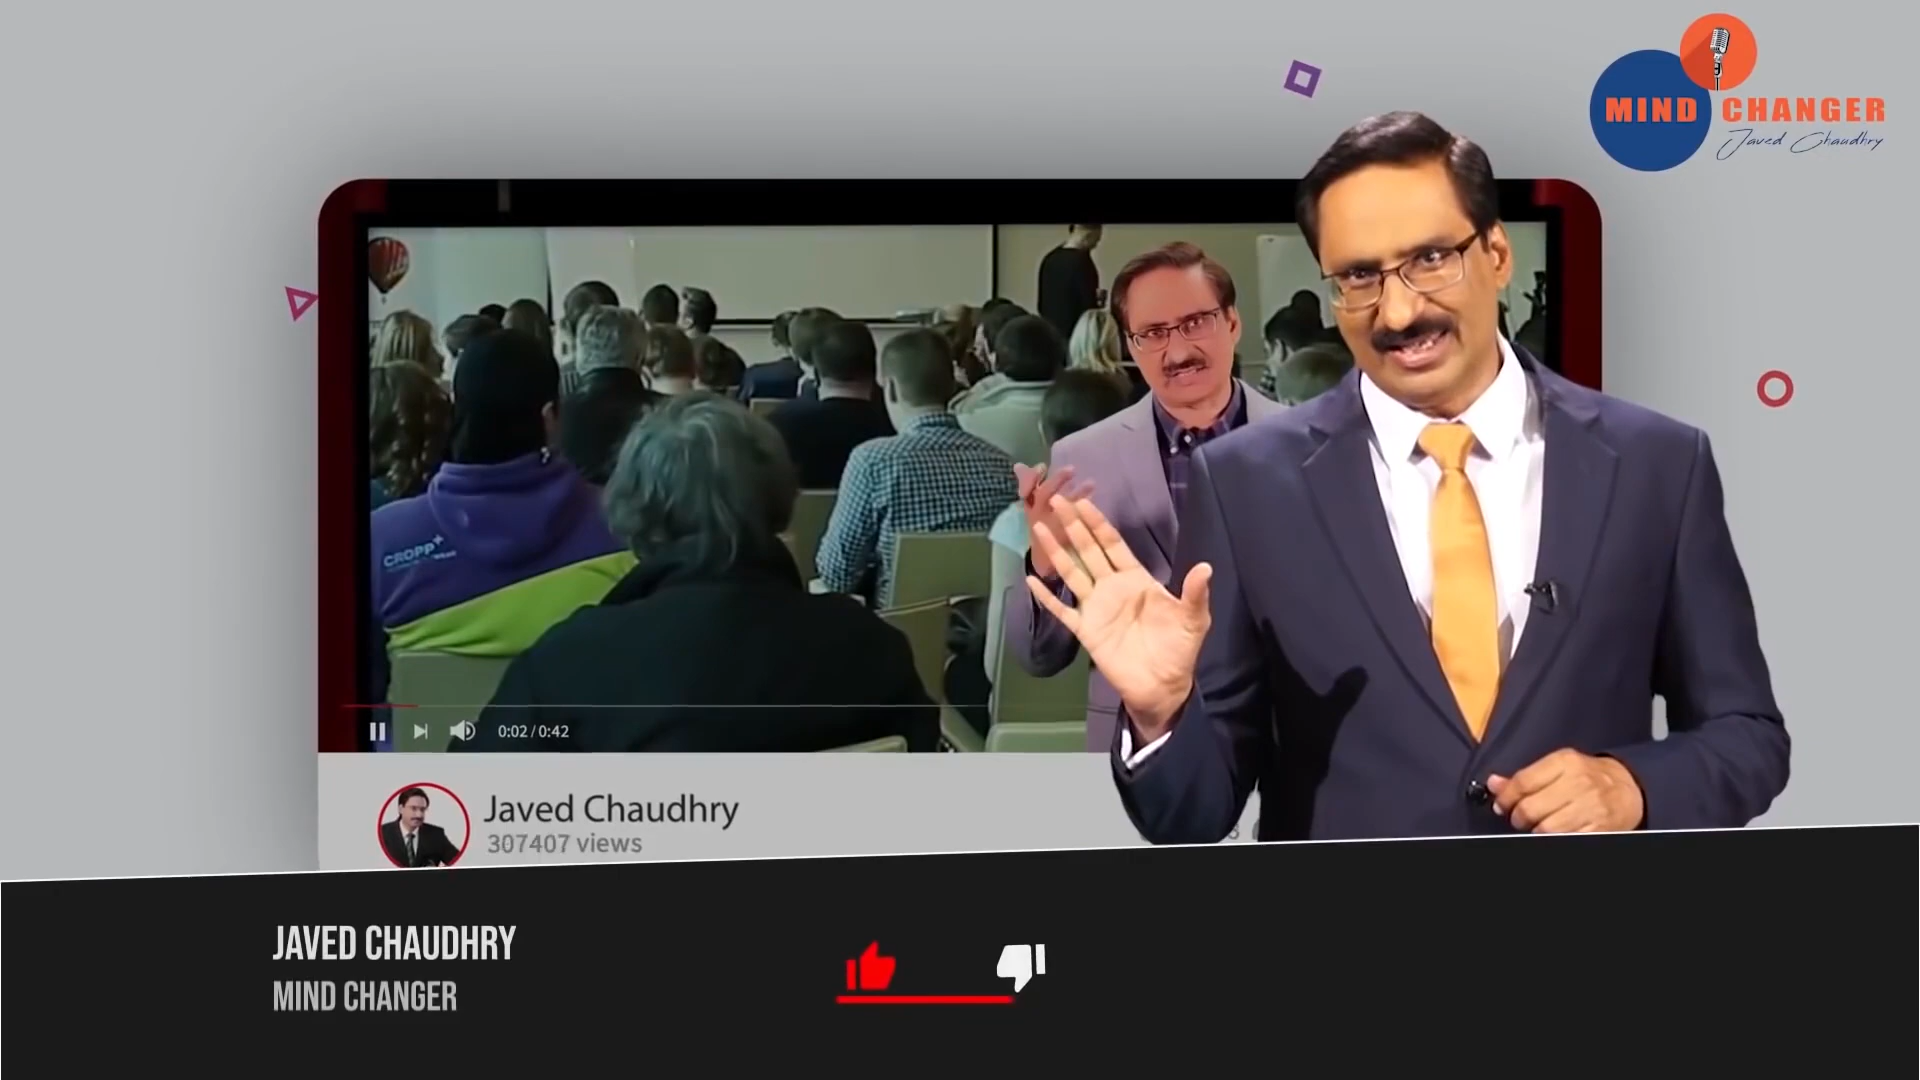 MIND CHANGER
Javed Chaudhry
CROPP+
0:02 / 0:42
Javed Chaudhry
307407 views
JAVED CHAUDHRY
MIND CHANGER